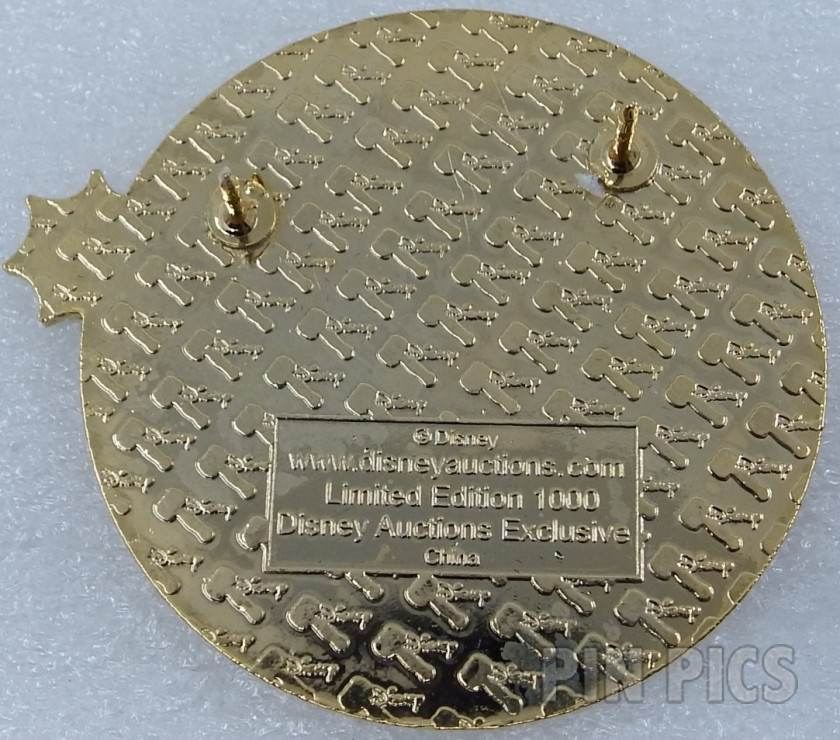 © Disney
www.disneyauctions.com
Limited Edition 1000
Disney Auctions Exclusive
China
PIN PICS